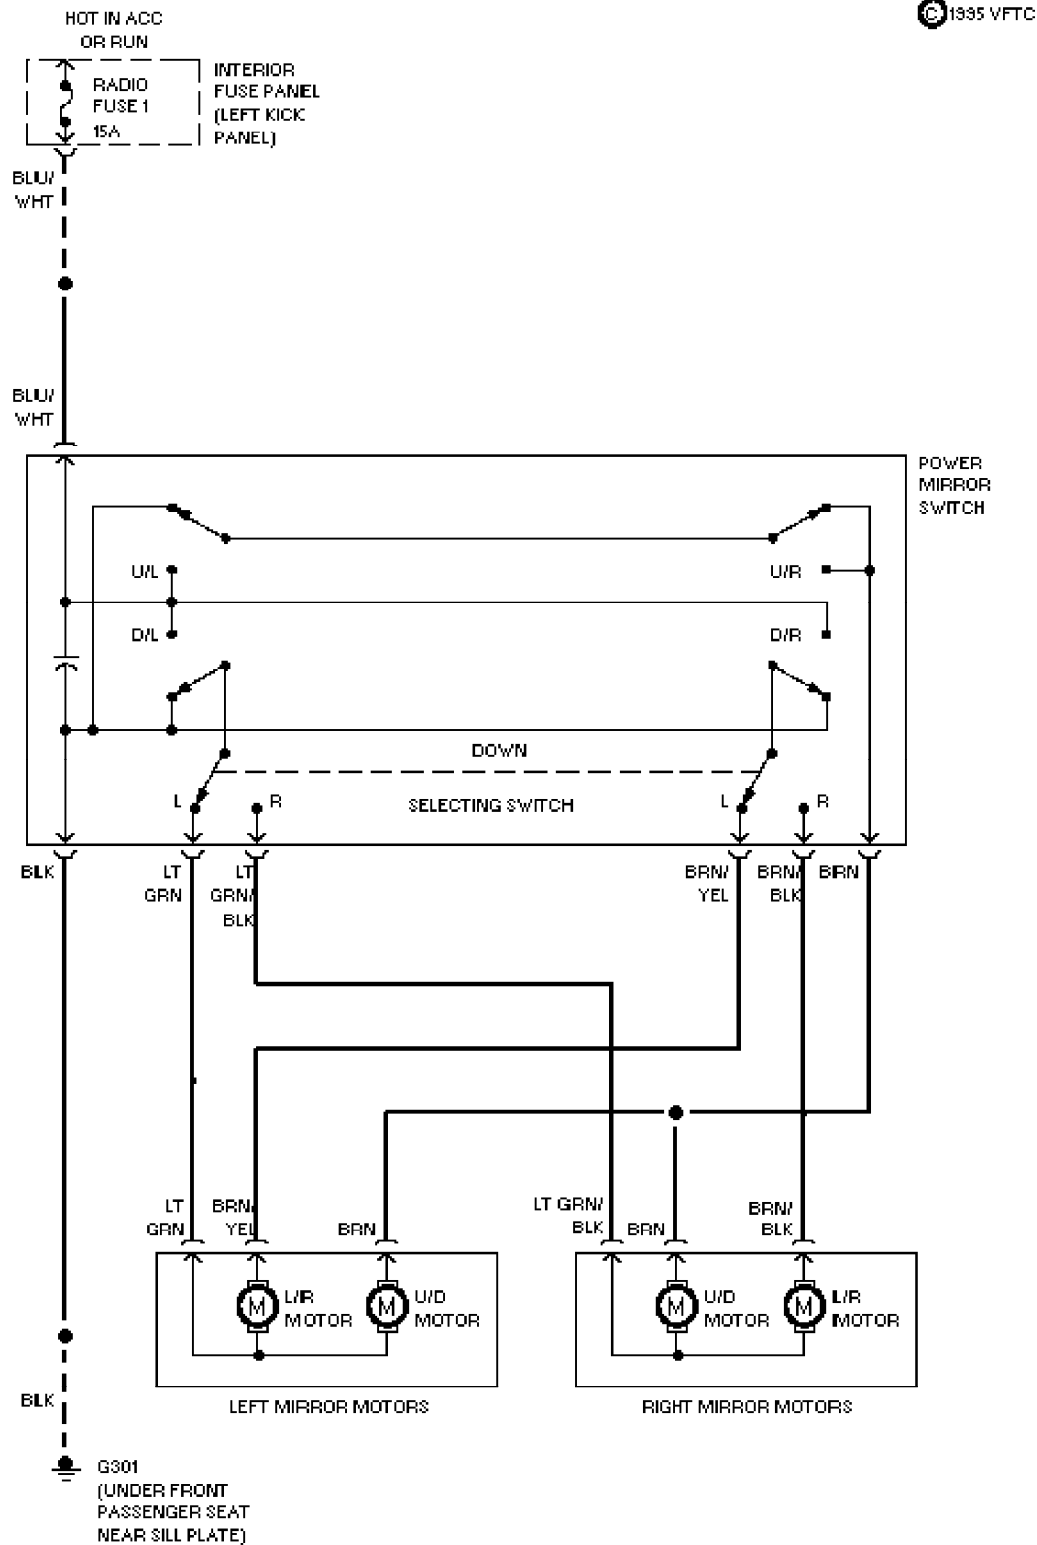 HOT IN ACC
OR RUN
© 1995 VFTC
RADIO
FUSE 1
15A
INTERIOR
FUSE PANEL
(LEFT KICK
PANEL)
BLU/
WHT
BLU/
WHT
POWER
MIRROR
SWITCH
U/L
U/R
D/L
D/R
DOWN
L
R
SELECTING SWITCH
L
R
BLK
LT
GRN
LT
GRN/
BLK
BRN/
YEL
BRN/
BLK
BRN
LT
GRN
BRN/
YEL
BRN
LT GRN/
BLK
BRN
BRN/
BLK
M
L/R
MOTOR
M
U/D
MOTOR
M
U/D
MOTOR
M
L/R
MOTOR
LEFT MIRROR MOTORS
RIGHT MIRROR MOTORS
BLK
G301
(UNDER FRONT
PASSENGER SEAT
NEAR SILL PLATE)